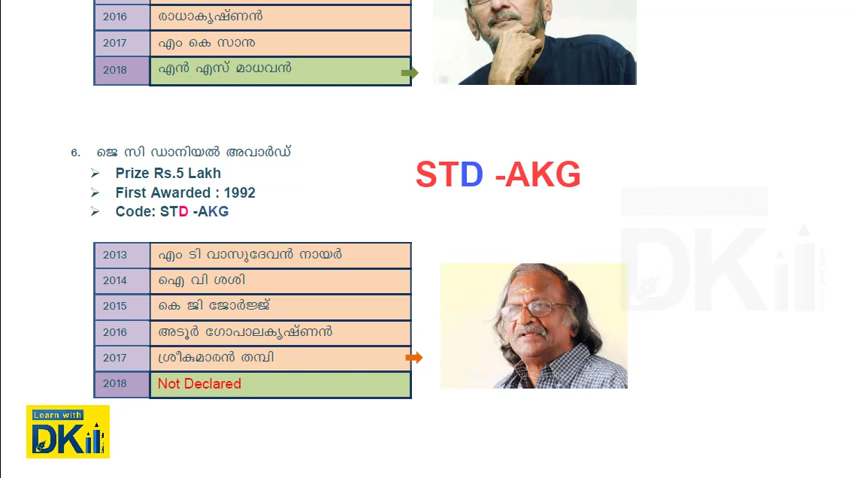 2016 രാധാകൃഷ്ണൻ
2017 എം കെ സാനു
2018 എൻ എസ് മാധവൻ
6. ജെ സി ഡാനിയൽ അവാർഡ്
Prize Rs.5 Lakh
First Awarded : 1992
Code: STD -AKG
STD -AKG
2013 എം ടി വാസുദേവൻ നായർ
2014 ഐ വി ശശി
2015 കെ ജി ജോർജ്ജ്
2016 അടൂർ ഗോപാലകൃഷ്ണൻ
2017 ശ്രീകുമാരൻ തമ്പി
2018 Not Declared
Learn with
DKii
DKii